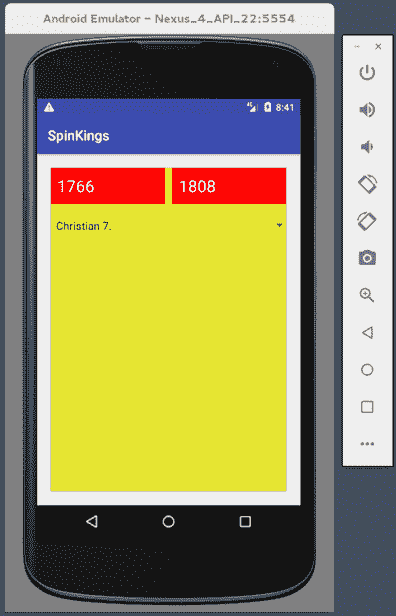 Android Emulator - Nexus_4_API_22:5554
8:41
SpinKings
1766 1808
Christian 7.